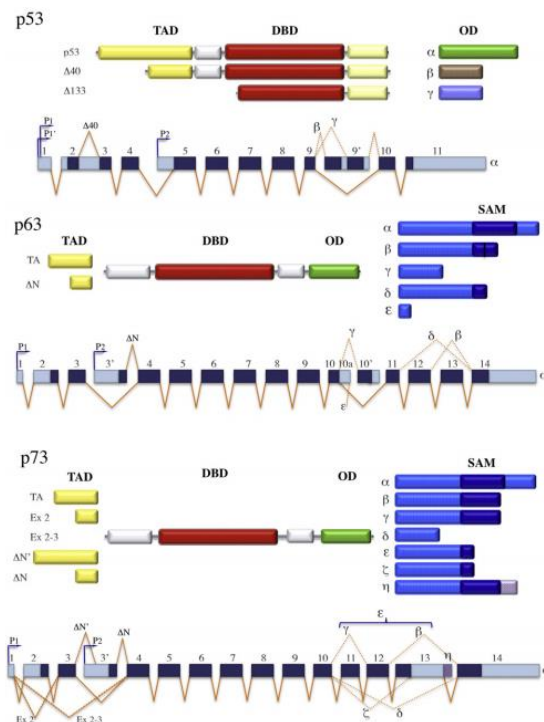 p53
TAD DBD OD
p53 α
Δ40 β
Δ133 γ
P1 P1' Δ40 P2 β γ
1 2 3 4 5 6 7 8 9 9' 10 11 α
p63
SAM
TAD DBD OD
α
β
TA
γ
ΔN
δ
ε
P1 P2 ΔN γ δ β
1 2 3 3' 4 5 6 7 8 9 10 10a 10' 11 12 13 14
ε
p73
TAD DBD OD SAM
α
TA β
Ex 2 γ
Ex 2-3 δ
ΔN' ε
ΔN ζ
η
ε
P1 ΔN' P2 ΔN γ β
1 2 3 3' 4 5 6 7 8 9 10 11 12 13 η 14
Ex 2 Ex 2-3 ζ δ